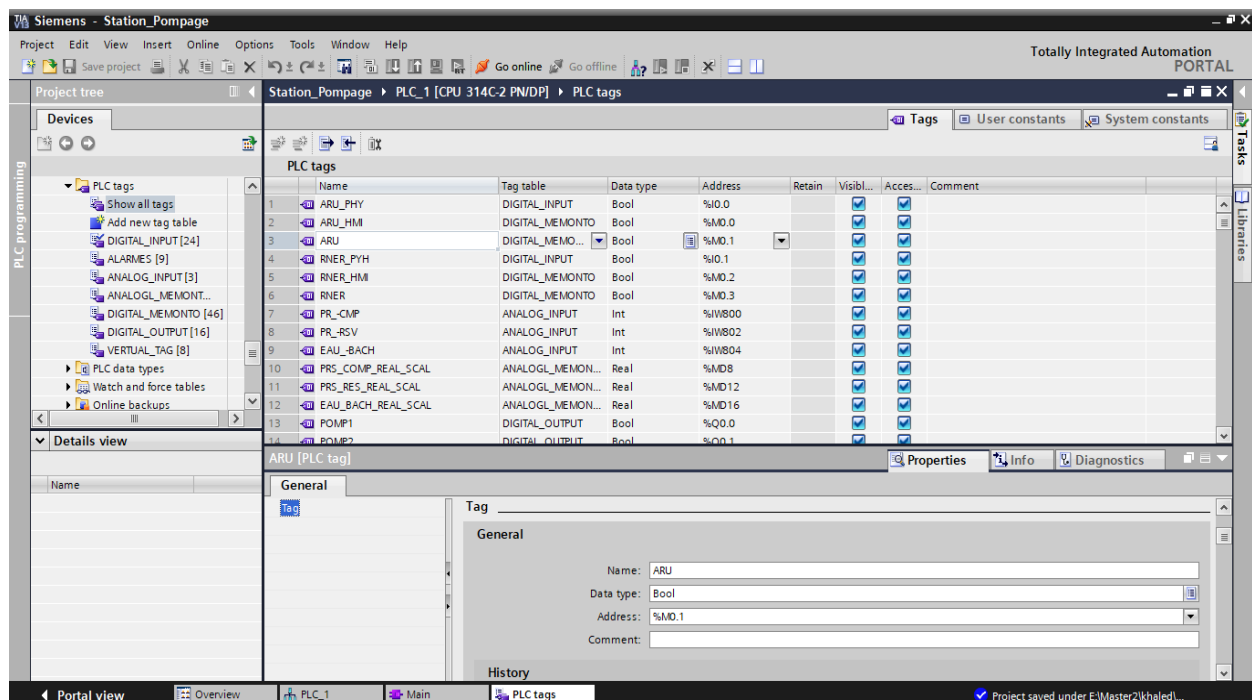 TIA V13 Siemens - Station_Pompage
Project Edit View Insert Online Options Tools Window Help
Totally Integrated Automation
PORTAL
Save project Go online Go offline
Project tree
Station_Pompage PLC_1 [CPU 314C-2 PN/DP] PLC tags
Devices
Tags User constants System constants
PLC programming
Tasks
Libraries
PLC tags
Show all tags
Add new tag table
DIGITAL_INPUT [24]
ALARMES [9]
ANALOG_INPUT [3]
ANALOGL_MEMONT...
DIGITAL_MEMONTO [46]
DIGITAL_OUTPUT [16]
VERTUAL_TAG [8]
PLC data types
Watch and force tables
Online backups
PLC tags
Name Tag table Data type Address Retain Visibl... Acces... Comment
1 ARU_PHY DIGITAL_INPUT Bool %I0.0
2 ARU_HMI DIGITAL_MEMONTO Bool %M0.0
3 ARU DIGITAL_MEMO... Bool %M0.1
4 RNER_PYH DIGITAL_INPUT Bool %I0.1
5 RNER_HMI DIGITAL_MEMONTO Bool %M0.2
6 RNER DIGITAL_MEMONTO Bool %M0.3
7 PR_-CMP ANALOG_INPUT Int %IW800
8 PR_-RSV ANALOG_INPUT Int %IW802
9 EAU_-BACH ANALOG_INPUT Int %IW804
10 PRS_COMP_REAL_SCAL ANALOGL_MEMON... Real %MD8
11 PRS_RES_REAL_SCAL ANALOGL_MEMON... Real %MD12
12 EAU_BACH_REAL_SCAL ANALOGL_MEMON... Real %MD16
13 POMP1 DIGITAL_OUTPUT Bool %Q0.0
14 POMP2 DIGITAL_OUTPUT Bool %Q0.1
Details view
Name
ARU [PLC tag]
Properties Info Diagnostics
General
Tag
Tag
General
Name: ARU
Data type: Bool
Address: %M0.1
Comment:
History
Portal view Overview PLC_1 Main PLC tags
Project saved under E:\Master2\khaled\...